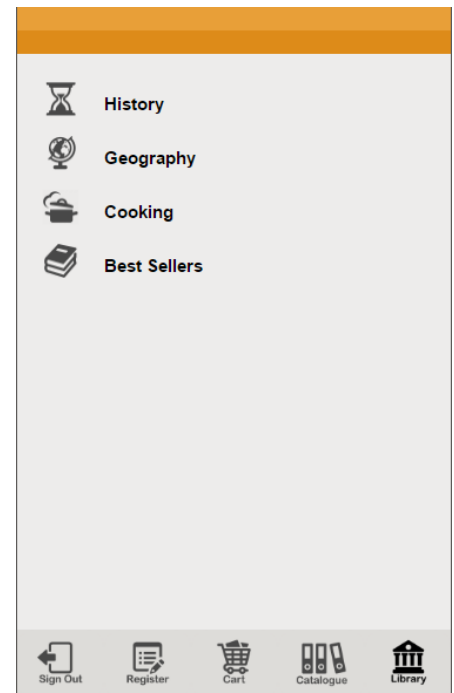 History
Geography
Cooking
Best Sellers
Sign Out Register Cart Catalogue Library